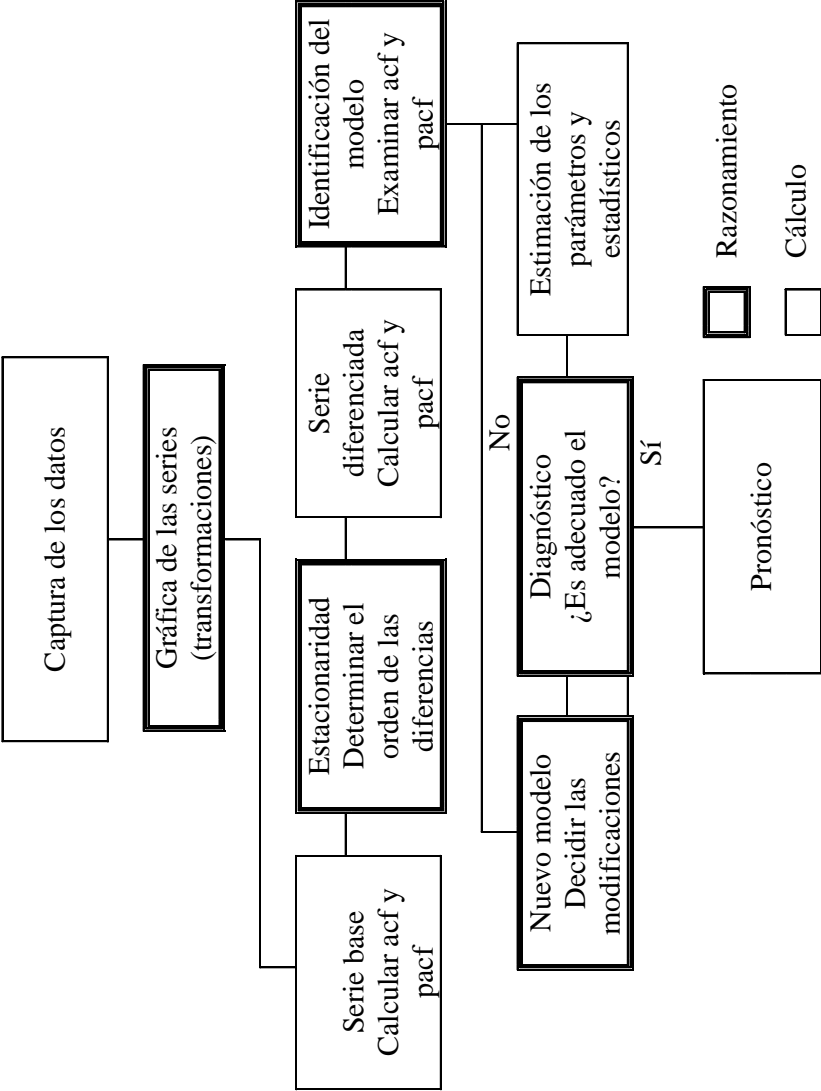 Captura de los datos
Gráfica de las series
(transformaciones)
Serie base
Calcular acf y
pacf
Estacionaridad
Determinar el
orden de las
diferencias
Serie
diferenciada
Calcular acf y
pacf
Identificación del
modelo
Examinar acf y
pacf
Nuevo modelo
Decidir las
modificaciones
No
Diagnóstico
¿Es adecuado el
modelo?
Sí
Estimación de los
parámetros y
estadísticos
Pronóstico
Razonamiento
Cálculo